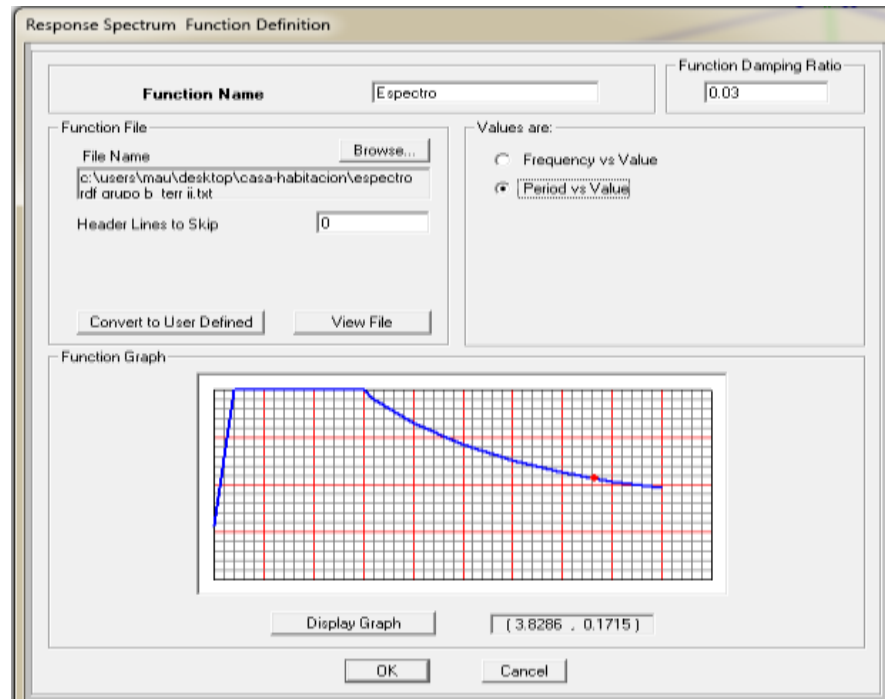 Response Spectrum Function Definition
Function Name
Espectro
Function Damping Ratio
0.03
Function File
File Name
Browse...
c:\users\mau\desktop\casa-habitacion\espectro
rdf grupo b terr ii.txt
Header Lines to Skip
0
Convert to User Defined
View File
Values are:
Frequency vs Value
Period vs Value
Function Graph
Display Graph
( 3.8286 , 0.1715 )
OK
Cancel